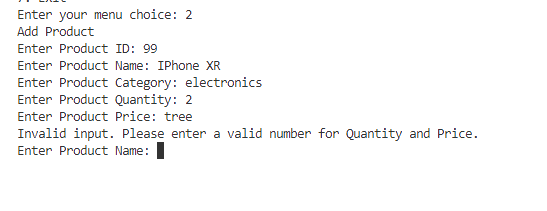 Enter your menu choice: 2
Add Product
Enter Product ID: 99
Enter Product Name: IPhone XR
Enter Product Category: electronics
Enter Product Quantity: 2
Enter Product Price: tree
Invalid input. Please enter a valid number for Quantity and Price.
Enter Product Name: